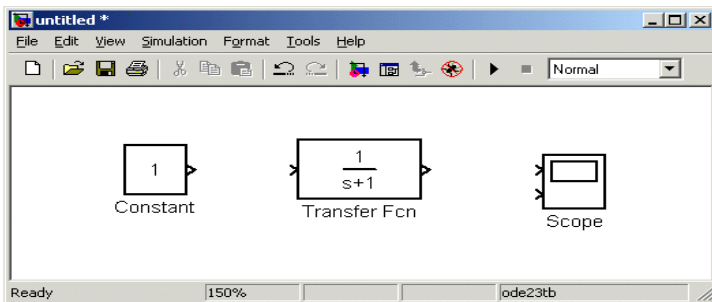 untitled *
File Edit View Simulation Format Tools Help
Normal
1
Constant
1
s+1
Transfer Fcn
Scope
Ready 150% ode23tb